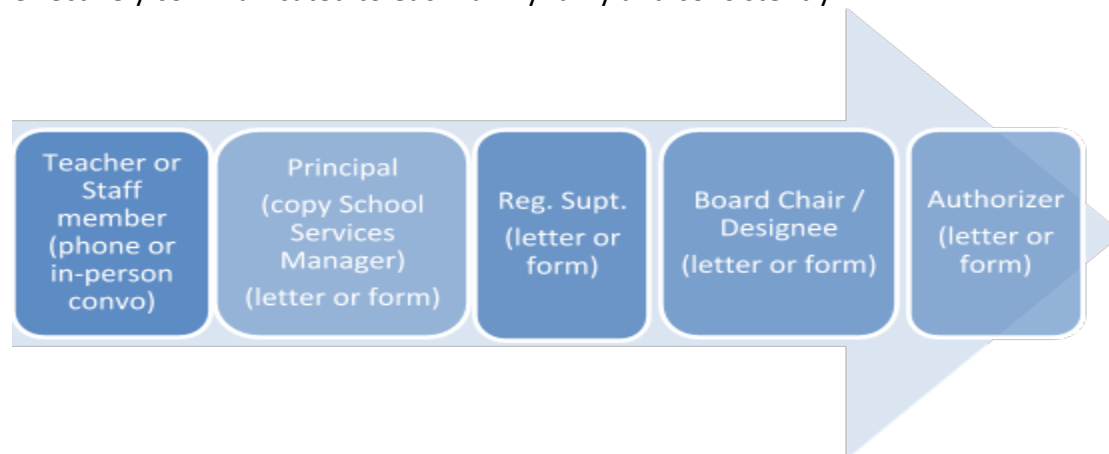 Teacher or
Staff
member
(phone or
in-person
convo)
Principal
(copy School
Services
Manager)
(letter or form)
Reg. Supt.
(letter or
form)
Board Chair /
Designee
(letter or form)
Authorizer
(letter or
form)